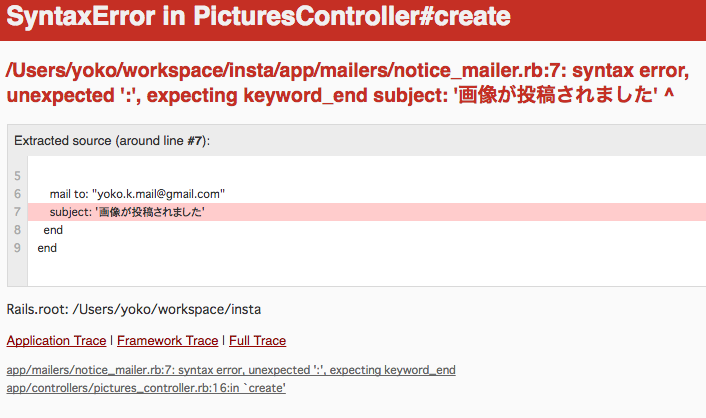 SyntaxError in PicturesController#create
/Users/yoko/workspace/insta/app/mailers/notice_mailer.rb:7: syntax error,
unexpected ':', expecting keyword_end subject: '画像が投稿されました' ^
Extracted source (around line #7):
5
6 mail to: "yoko.k.mail@gmail.com"
7 subject: '画像が投稿されました'
8 end
9 end
Rails.root: /Users/yoko/workspace/insta
Application Trace | Framework Trace | Full Trace
app/mailers/notice_mailer.rb:7: syntax error, unexpected ':', expecting keyword_end
app/controllers/pictures_controller.rb:16:in `create'